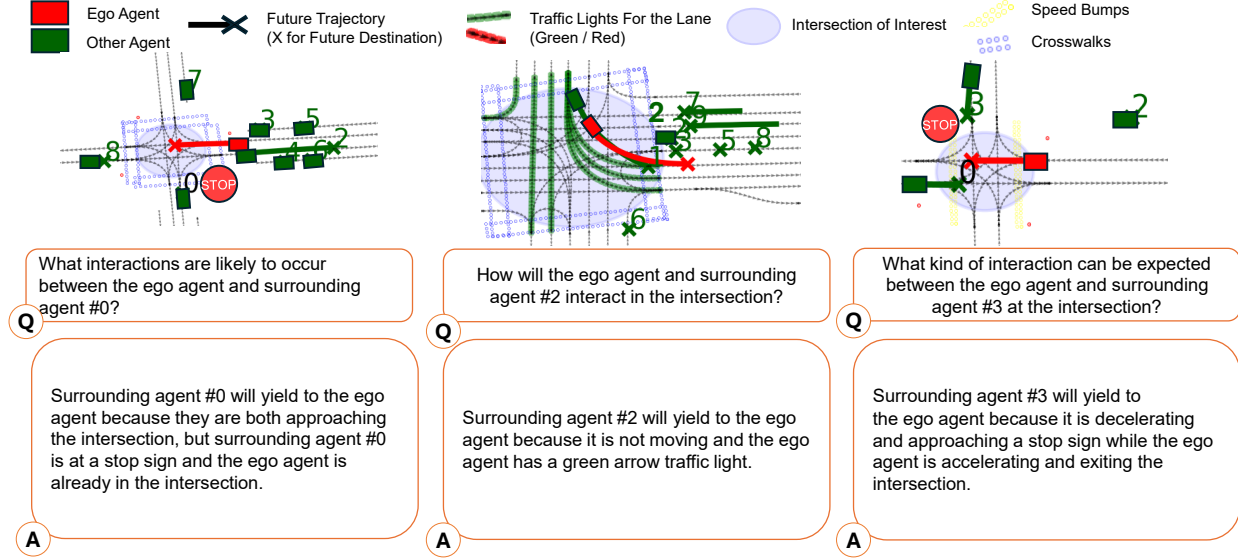 Ego Agent
Other Agent
Future Trajectory
(X for Future Destination)
Traffic Lights For the Lane
(Green / Red)
Intersection of Interest
Speed Bumps
Crosswalks
7
3
5
2
8
4
6
0
STOP
2
7
9
3
5
8
1
6
3
2
STOP
0
What interactions are likely to occur
between the ego agent and surrounding
agent #0?
Q
How will the ego agent and surrounding
agent #2 interact in the intersection?
Q
What kind of interaction can be expected
between the ego agent and surrounding
agent #3 at the intersection?
Q
Surrounding agent #0 will yield to the ego
agent because they are both approaching
the intersection, but surrounding agent #0
is at a stop sign and the ego agent is
already in the intersection.
A
Surrounding agent #2 will yield to the ego
agent because it is not moving and the ego
agent has a green arrow traffic light.
A
Surrounding agent #3 will yield to
the ego agent because it is decelerating
and approaching a stop sign while the ego
agent is accelerating and exiting the
intersection.
A